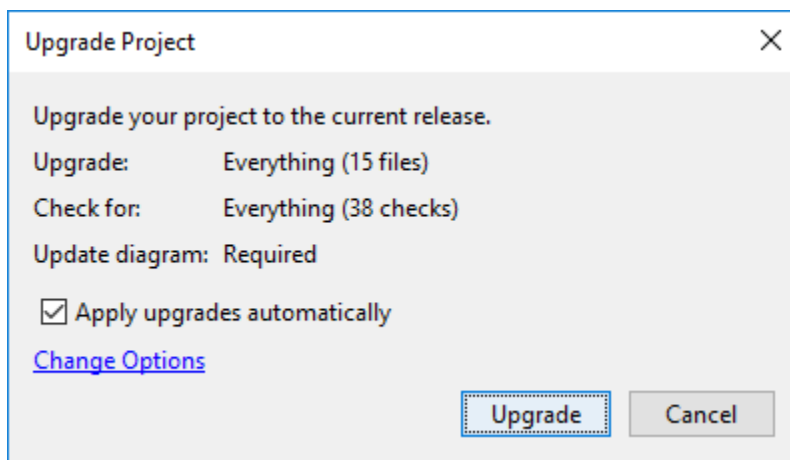 Upgrade Project
Upgrade your project to the current release.
Upgrade: Everything (15 files)
Check for: Everything (38 checks)
Update diagram: Required
Apply upgrades automatically
Change Options
Upgrade Cancel